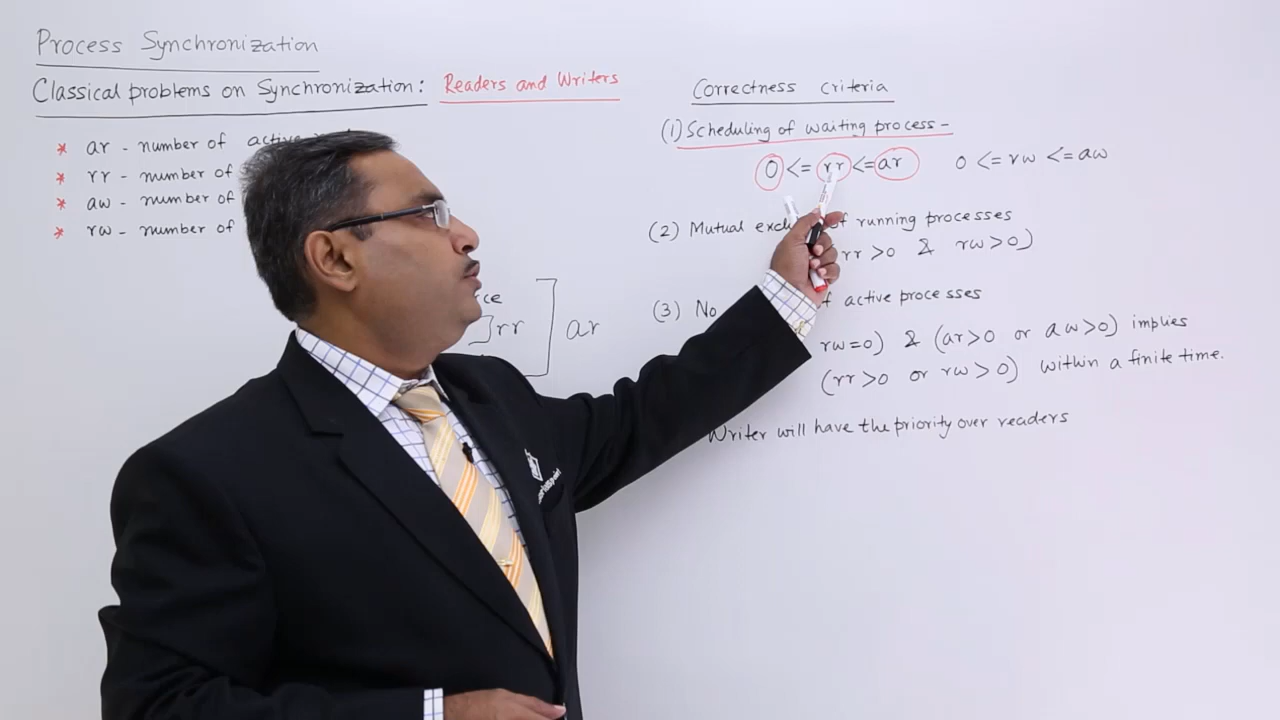 Process Synchronization
Classical problems on Synchronization: Readers and Writers
* ar - number of active
* rr - number of
* aw - number of
* rw - number of
rr
ar
Correctness criteria
(1) Scheduling of waiting process -
0 <= rr <= ar 0 <= rw <= aw
(2) Mutual of running processes
rr >0 & rw >0)
(3) No of active processes
rw=0) & (ar>0 or aw>0) implies
(rr >0 or rw >0) within a finite time.
Writer will have the priority over readers